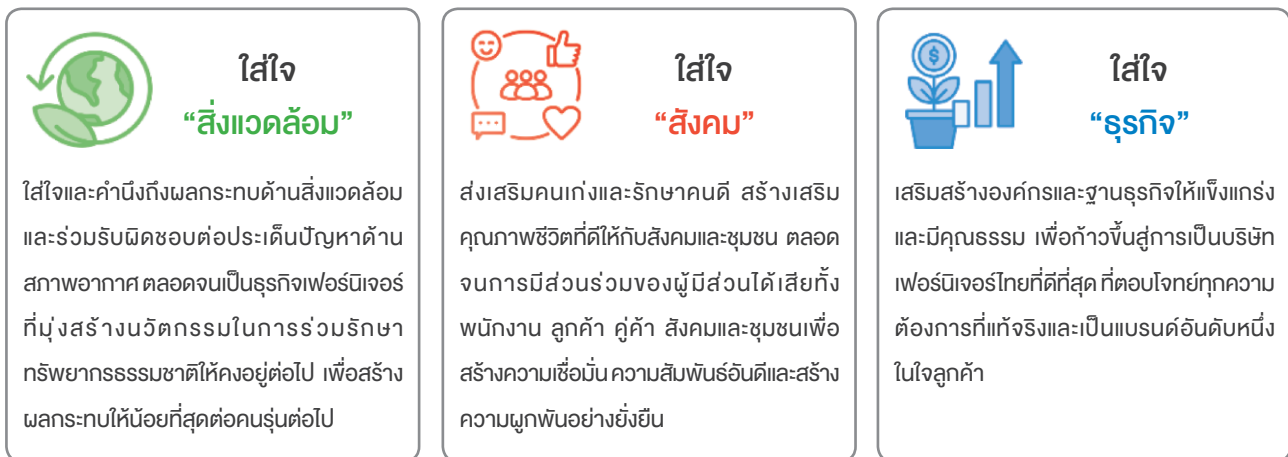 ใส่ใจ
“สิ่งแวดล้อม”
ใส่ใจและคำนึงถึงผลกระทบด้านสิ่งแวดล้อม
และร่วมรับผิดชอบต่อประเด็นปัญหาด้าน
สภาพอากาศ ตลอดจนเป็นธุรกิจเฟอร์นิเจอร์
ที่มุ่งสร้างนวัตกรรมในการร่วมรักษา
ทรัพยากรธรรมชาติให้คงอยู่ต่อไป เพื่อสร้าง
ผลกระทบให้น้อยที่สุดต่อคนรุ่นต่อไป
ใส่ใจ
“สังคม”
ส่งเสริมคนเก่งและรักษาคนดี สร้างเสริม
คุณภาพชีวิตที่ดีให้กับสังคมและชุมชน ตลอด
จนการมีส่วนร่วมของผู้มีส่วนได้เสียทั้ง
พนักงาน ลูกค้า คู่ค้า สังคมและชุมชนเพื่อ
สร้างความเชื่อมั่น ความสัมพันธ์อันดีและสร้าง
ความผูกพันอย่างยั่งยืน
$
ใส่ใจ
“ธุรกิจ”
เสริมสร้างองค์กรและฐานธุรกิจให้แข็งแกร่ง
และมีคุณธรรม เพื่อก้าวขึ้นสู่การเป็นบริษัท
เฟอร์นิเจอร์ไทยที่ดีที่สุด ที่ตอบโจทย์ทุกความ
ต้องการที่แท้จริงและเป็นแบรนด์อันดับหนึ่ง
ในใจลูกค้า